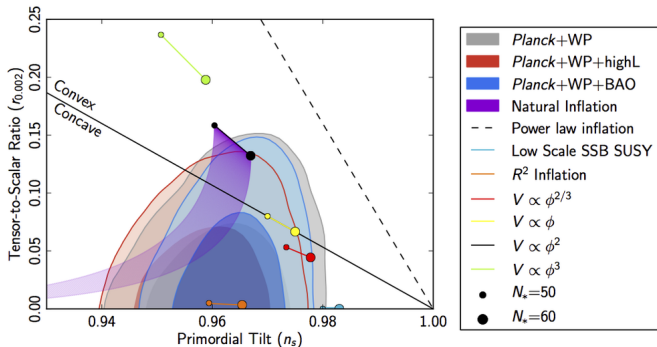 0.25
0.20
0.15
0.10
0.05
0.00
Tensor-to-Scalar Ratio (r₀.₀₀₂)
Convex
Concave
0.94
0.96
0.98
1.00
Primordial Tilt (nₛ)
Planck+WP
Planck+WP+highL
Planck+WP+BAO
Natural Inflation
Power law inflation
Low Scale SSB SUSY
R² Inflation
V ∝ ϕ²ᐟ³
V ∝ ϕ
V ∝ ϕ²
V ∝ ϕ³
N*=50
N*=60